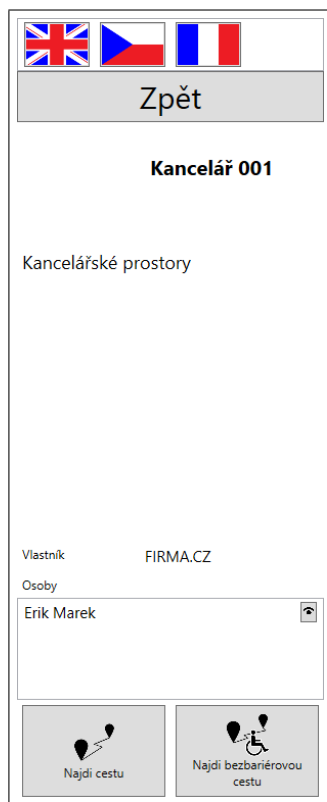 Zpět
Kancelář 001
Kancelářské prostory
Vlastník FIRMA.CZ
Osoby
Erik Marek
Najdi cestu
Najdi bezbariérovou
cestu